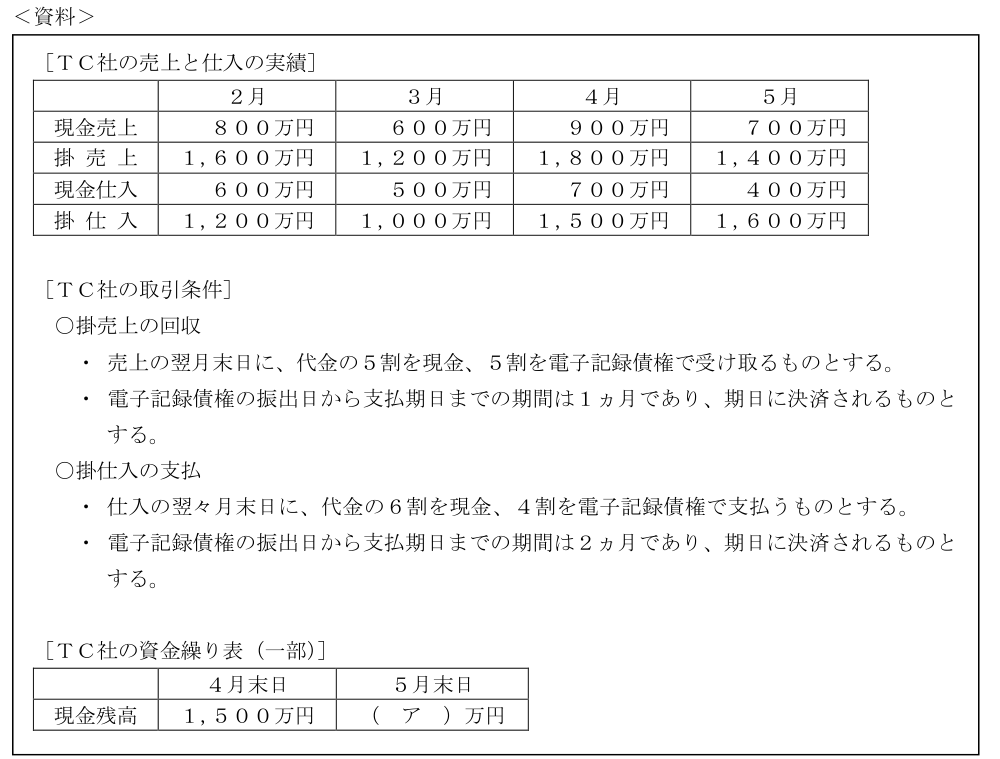 ＜資料＞
［ＴＣ社の売上と仕入の実績］
２月 ３月 ４月 ５月
現金売上 ８００万円 ６００万円 ９００万円 ７００万円
掛 売 上 １,６００万円 １,２００万円 １,８００万円 １,４００万円
現金仕入 ６００万円 ５００万円 ７００万円 ４００万円
掛 仕 入 １,２００万円 １,０００万円 １,５００万円 １,６００万円
［ＴＣ社の取引条件］
○掛売上の回収
・ 売上の翌月末日に、代金の５割を現金、５割を電子記録債権で受け取るものとする。
・ 電子記録債権の振出日から支払期日までの期間は１ヵ月であり、期日に決済されるものと
する。
○掛仕入の支払
・ 仕入の翌々月末日に、代金の６割を現金、４割を電子記録債権で支払うものとする。
・ 電子記録債権の振出日から支払期日までの期間は２ヵ月であり、期日に決済されるものと
する。
［ＴＣ社の資金繰り表（一部）］
４月末日 ５月末日
現金残高 １,５００万円 （ ア ）万円